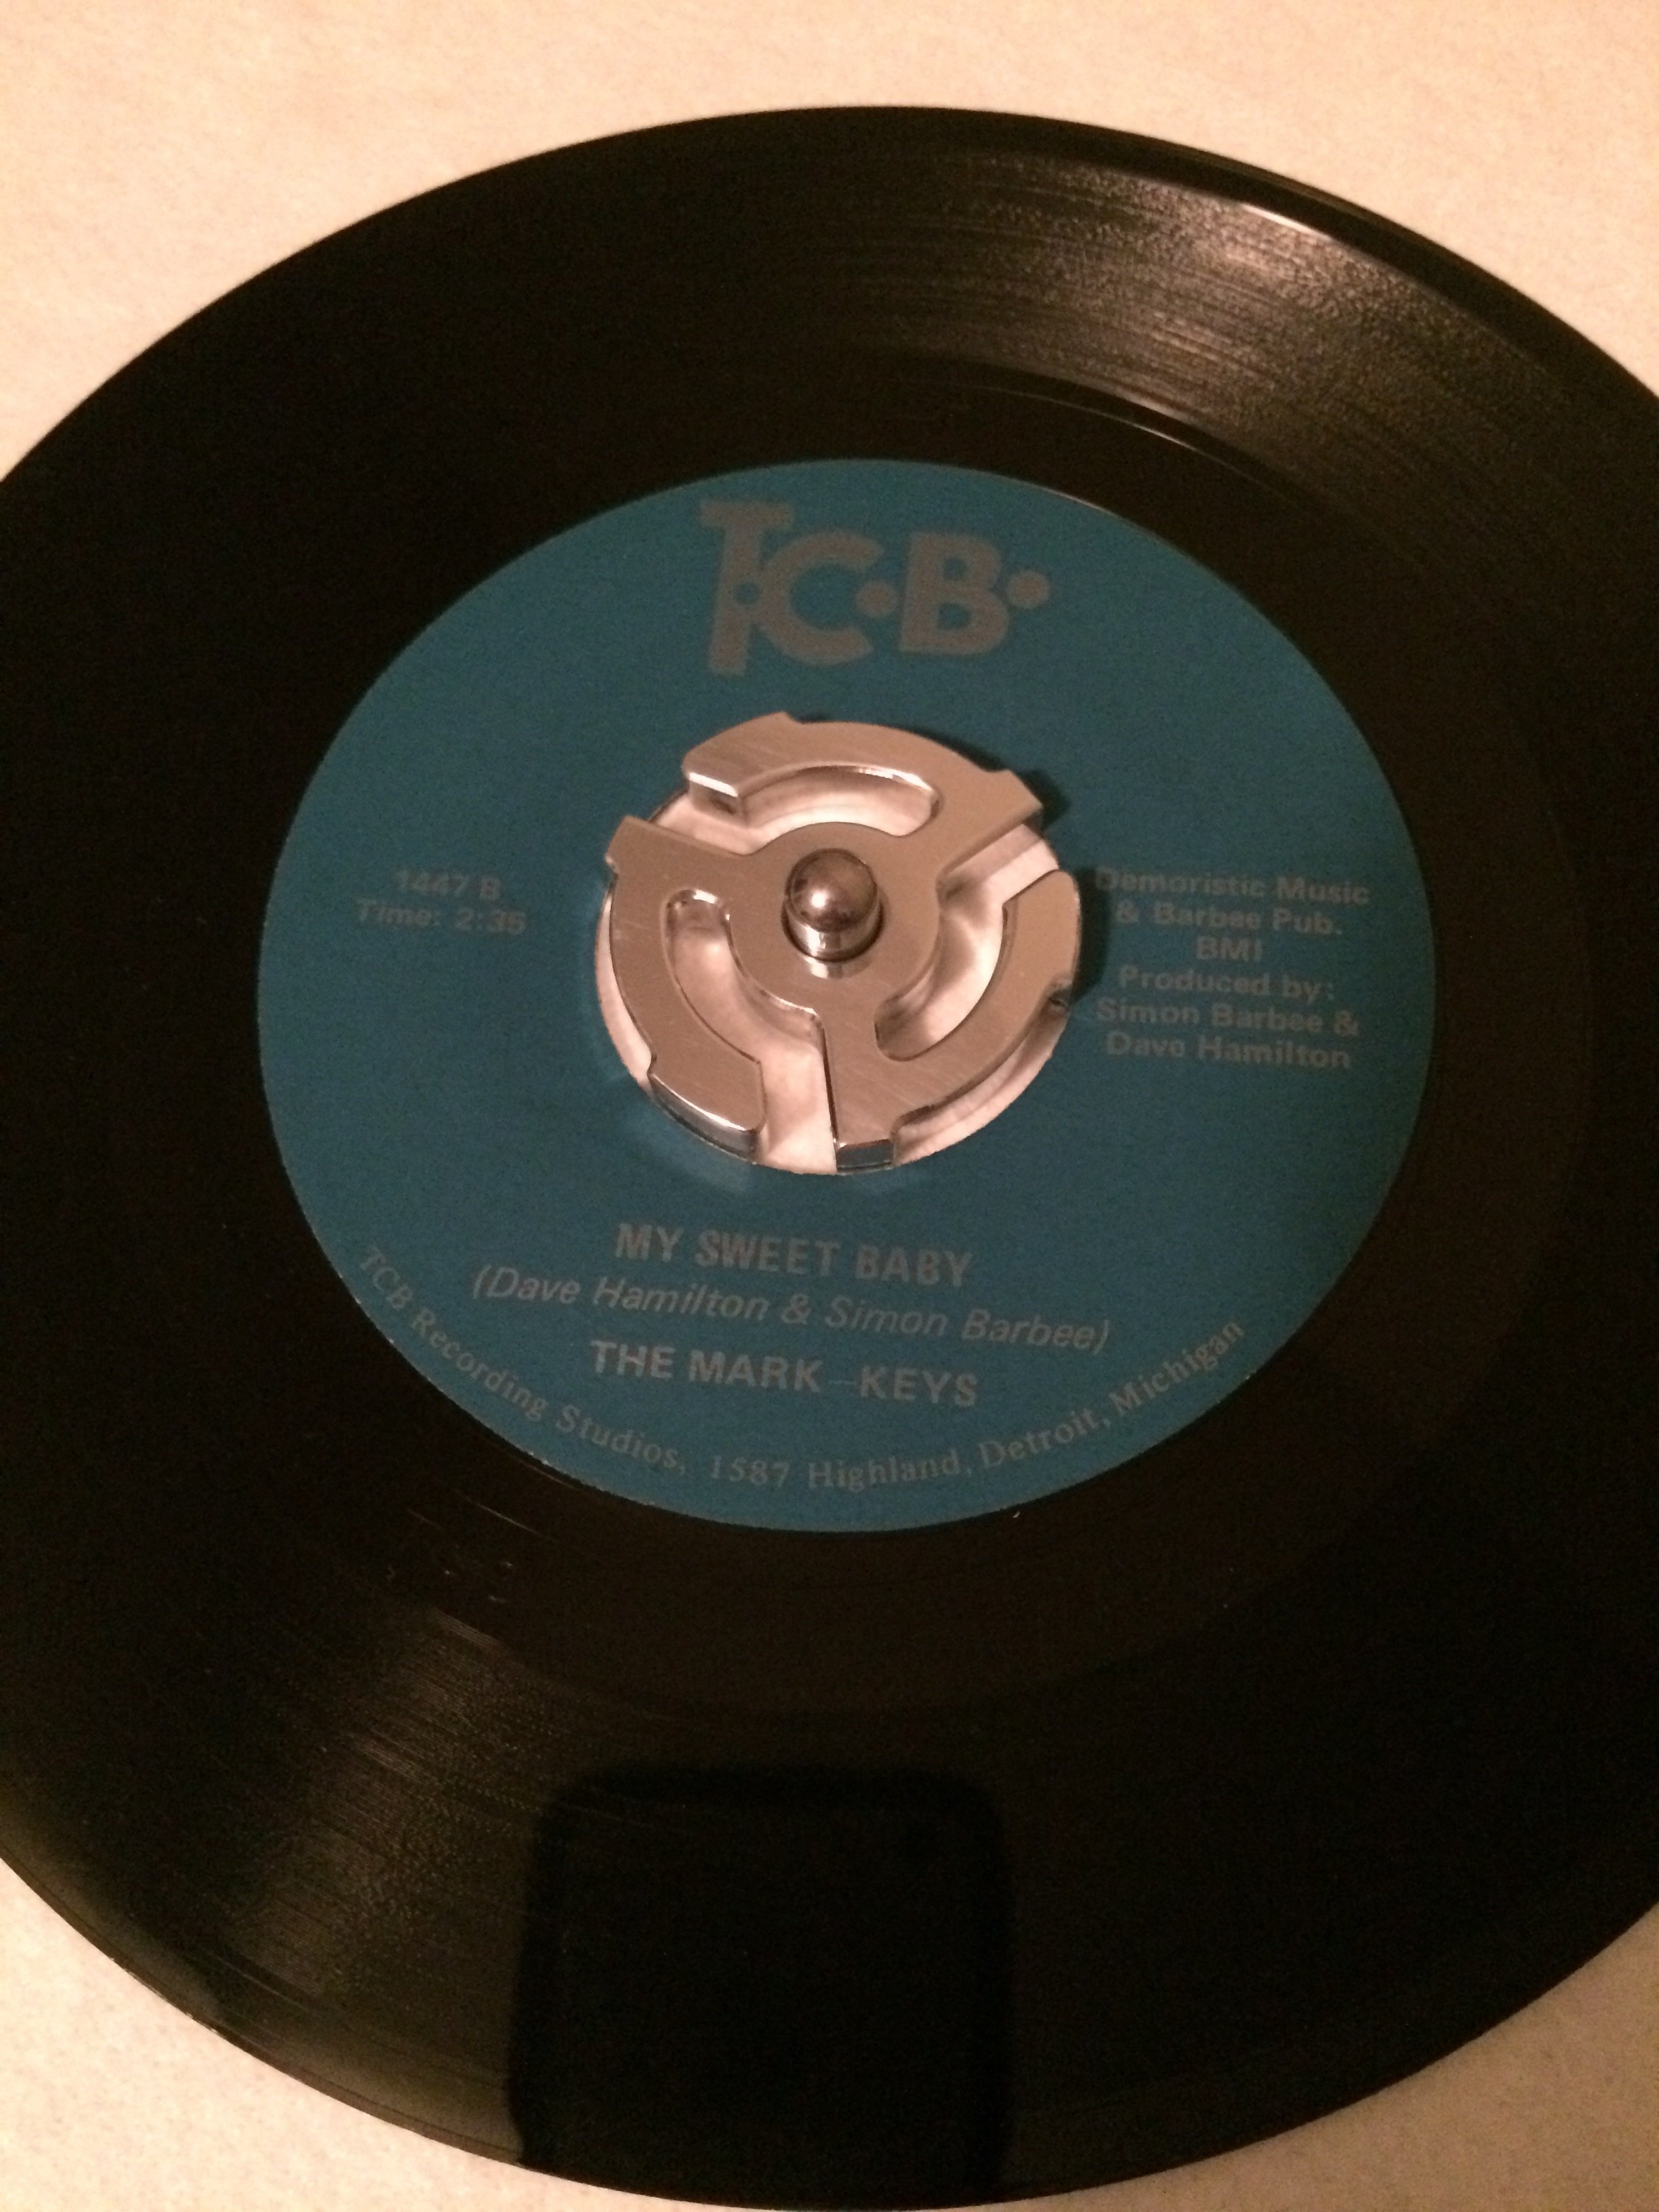 T.C.B.
1447 B
Time: 2:35
Demoristic Music
& Barbee Pub.
BMI
Produced by:
Simon Barbee &
Dave Hamilton
MY SWEET BABY
(Dave Hamilton & Simon Barbee)
THE MARK-KEYS
TCB Recording Studios, 1587 Highland, Detroit, Michigan